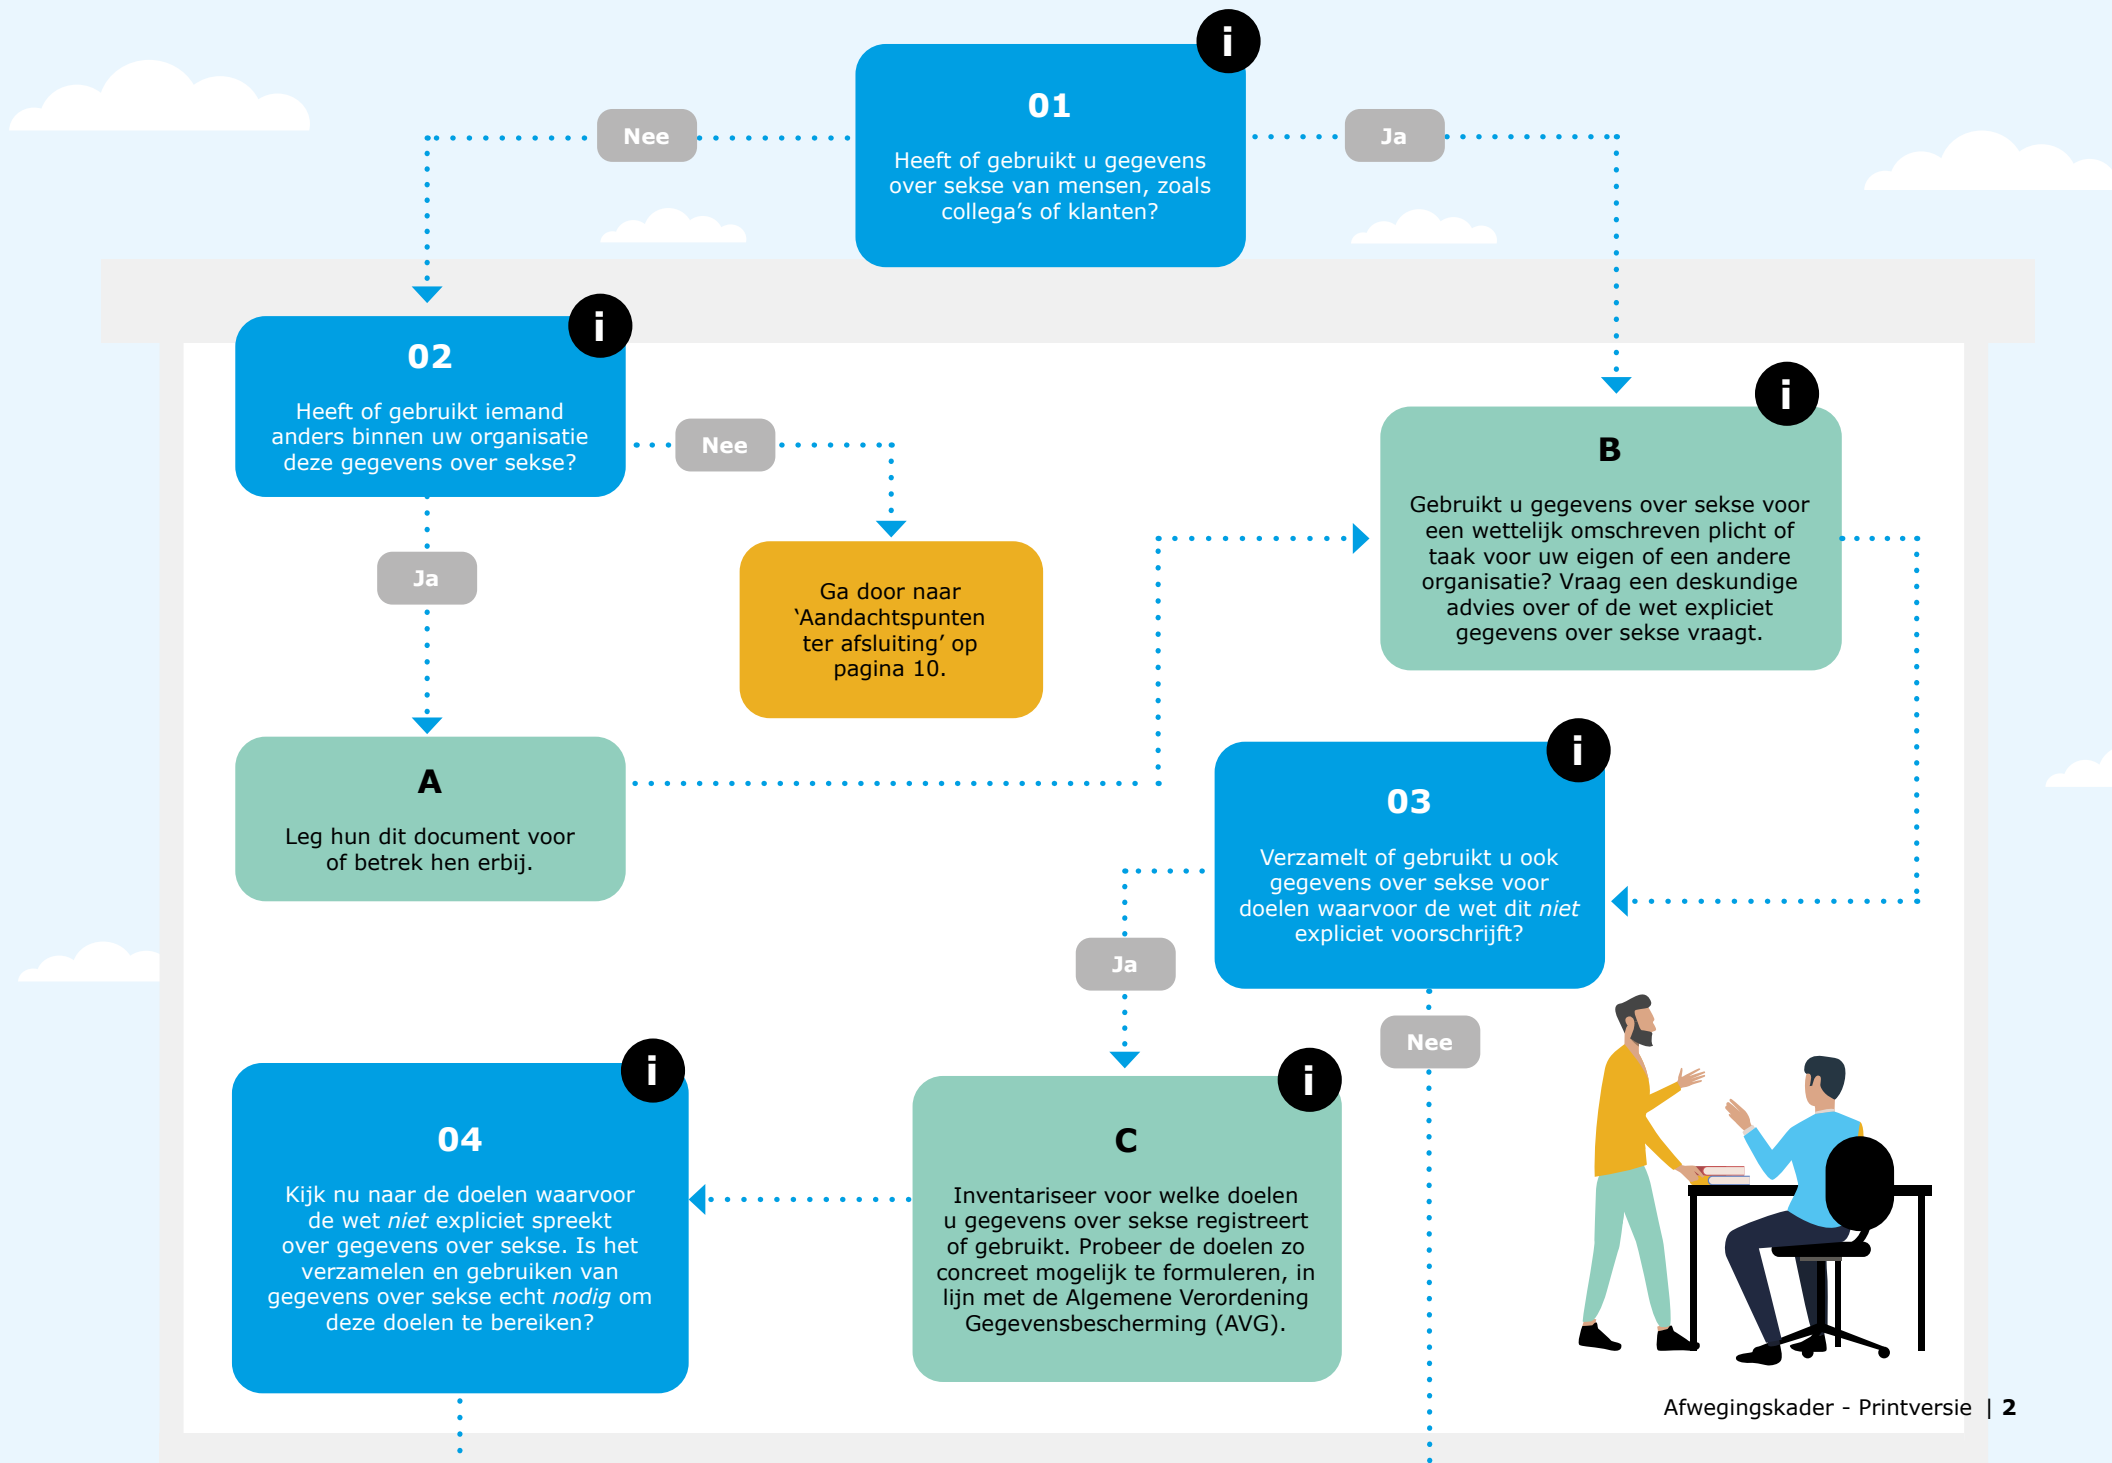 i
01
Heeft of gebruikt u gegevens
over sekse van mensen, zoals
collega's of klanten?
Nee
Ja
i
02
Heeft of gebruikt iemand
anders binnen uw organisatie
deze gegevens over sekse?
Nee
Ja
Ga door naar
‘Aandachtspunten
ter afsluiting’ op
pagina 10.
A
Leg hun dit document voor
of betrek hen erbij.
i
B
Gebruikt u gegevens over sekse voor
een wettelijk omschreven plicht of
taak voor uw eigen of een andere
organisatie? Vraag een deskundige
advies over of de wet expliciet
gegevens over sekse vraagt.
i
03
Verzamelt of gebruikt u ook
gegevens over sekse voor
doelen waarvoor de wet dit niet
expliciet voorschrijft?
Ja
Nee
i
C
Inventariseer voor welke doelen
u gegevens over sekse registreert
of gebruikt. Probeer de doelen zo
concreet mogelijk te formuleren, in
lijn met de Algemene Verordening
Gegevensbescherming (AVG).
i
04
Kijk nu naar de doelen waarvoor
de wet niet expliciet spreekt
over gegevens over sekse. Is het
verzamelen en gebruiken van
gegevens over sekse echt nodig om
deze doelen te bereiken?
Afwegingskader - Printversie | 2